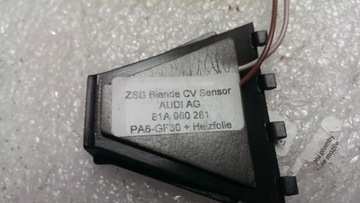 ZSB Blende CV Sensor
AUDI AG
81A 980 281
PA6-GF30 + Heizfolie